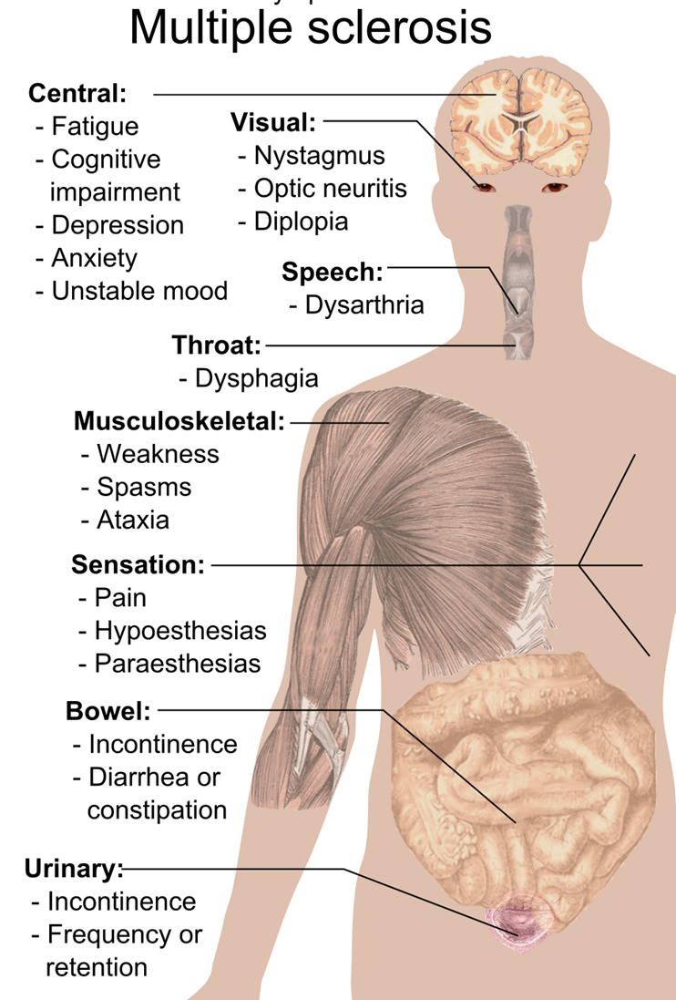 Multiple sclerosis
Central:
- Fatigue
- Cognitive
impairment
- Depression
- Anxiety
- Unstable mood
Visual:
- Nystagmus
- Optic neuritis
- Diplopia
Speech:
- Dysarthria
Throat:
- Dysphagia
Musculoskeletal:
- Weakness
- Spasms
- Ataxia
Sensation:
- Pain
- Hypoesthesias
- Paraesthesias
Bowel:
- Incontinence
- Diarrhea or
constipation
Urinary:
- Incontinence
- Frequency or
retention